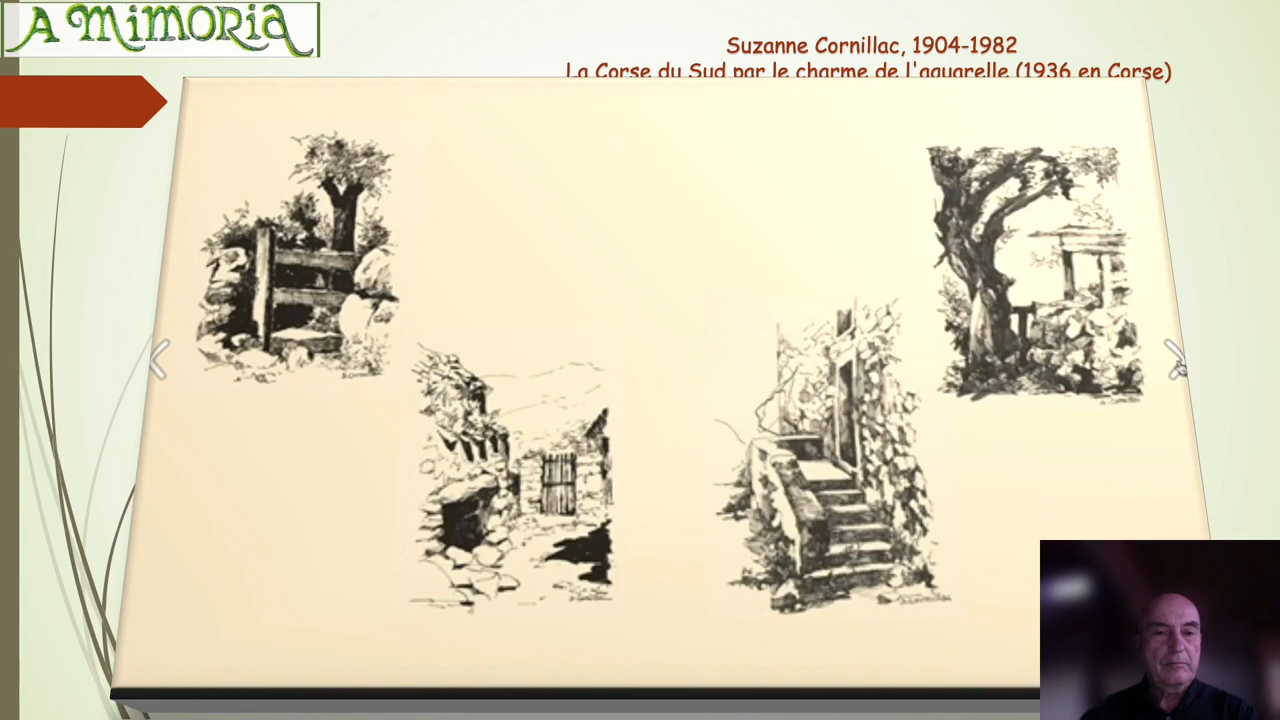 A Mimoria
Suzanne Cornillac, 1904-1982
La Corse du Sud par le charme de l'aquarelle (1936 en Corse)